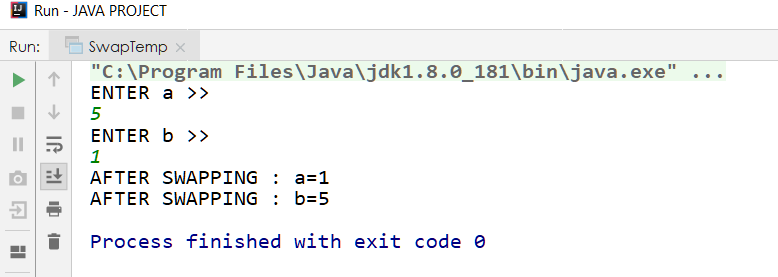 Run - JAVA PROJECT
Run: SwapTemp
"C:\Program Files\Java\jdk1.8.0_181\bin\java.exe" ...
ENTER a >>
5
ENTER b >>
1
AFTER SWAPPING : a=1
AFTER SWAPPING : b=5
Process finished with exit code 0